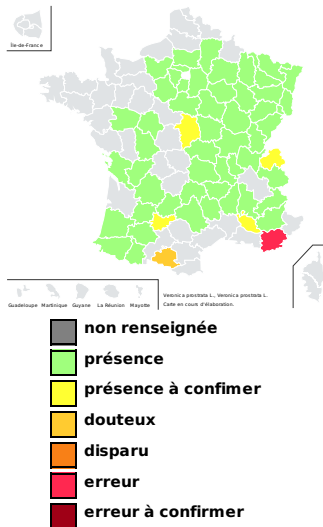 Île-de-France
Guadeloupe Martinique Guyane La Réunion Mayotte
Veronica prostrata L., Veronica prostrata L.
Carte en cours d'élaboration.
non renseignée
présence
présence à confimer
douteux
disparu
erreur
erreur à confirmer